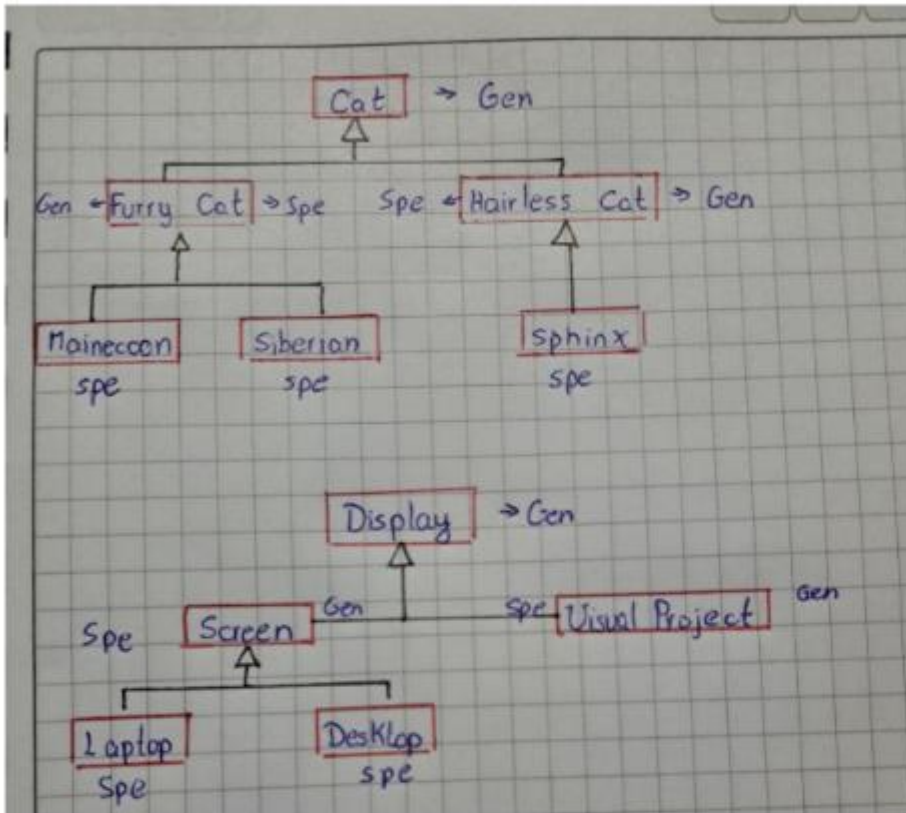 Cat → Gen
Gen ← Furry Cat → Spe Spe ← Hairless Cat → Gen
Mainecoon Siberian Sphinx
spe spe spe
Display → Gen
Spe Screen Gen Spe Visual Project Gen
Laptop Desktop
Spe spe